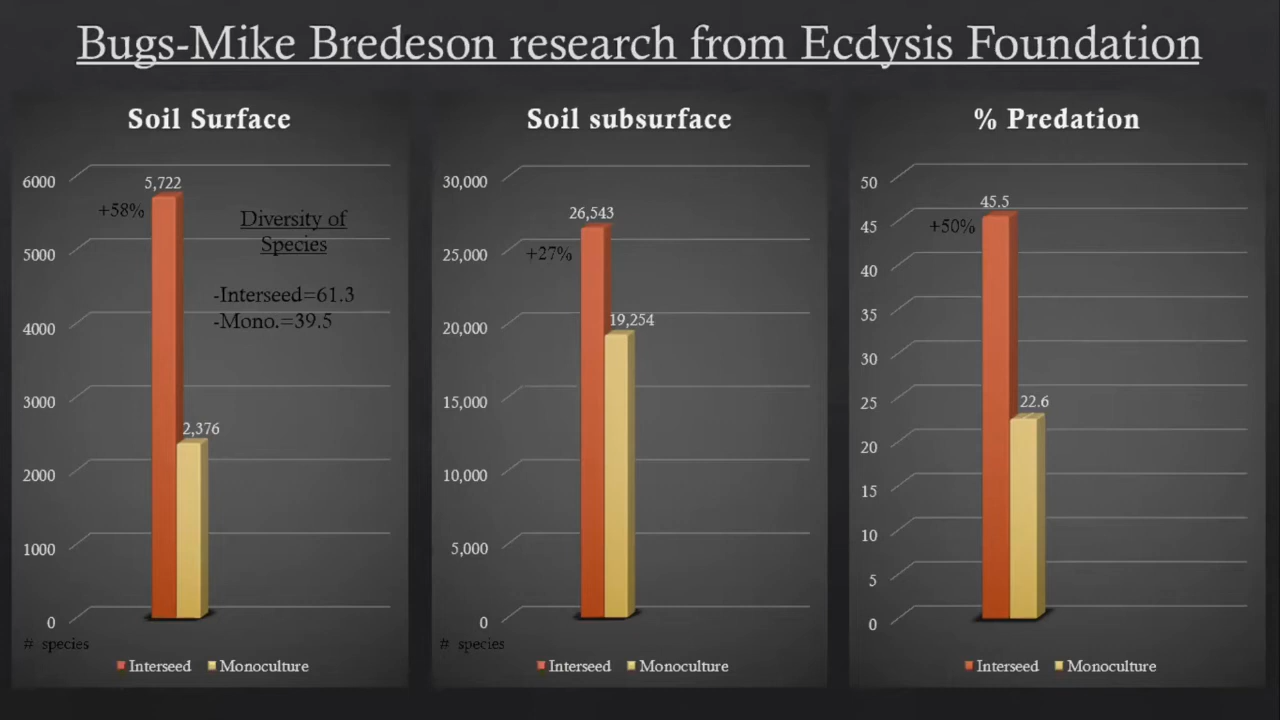 Bugs-Mike Bredeson research from Ecdysis Foundation
Soil Surface
6000
5000
4000
3000
2000
1000
0
5,722
+58%
2,376
Diversity of
Species
-Interseed=61.3
-Mono.=39.5
# species
Interseed Monoculture
Soil subsurface
30,000
25,000
20,000
15,000
10,000
5,000
0
26,543
+27%
19,254
# species
Interseed Monoculture
% Predation
50
45
40
35
30
25
20
15
10
5
0
45.5
+50%
22.6
Interseed Monoculture